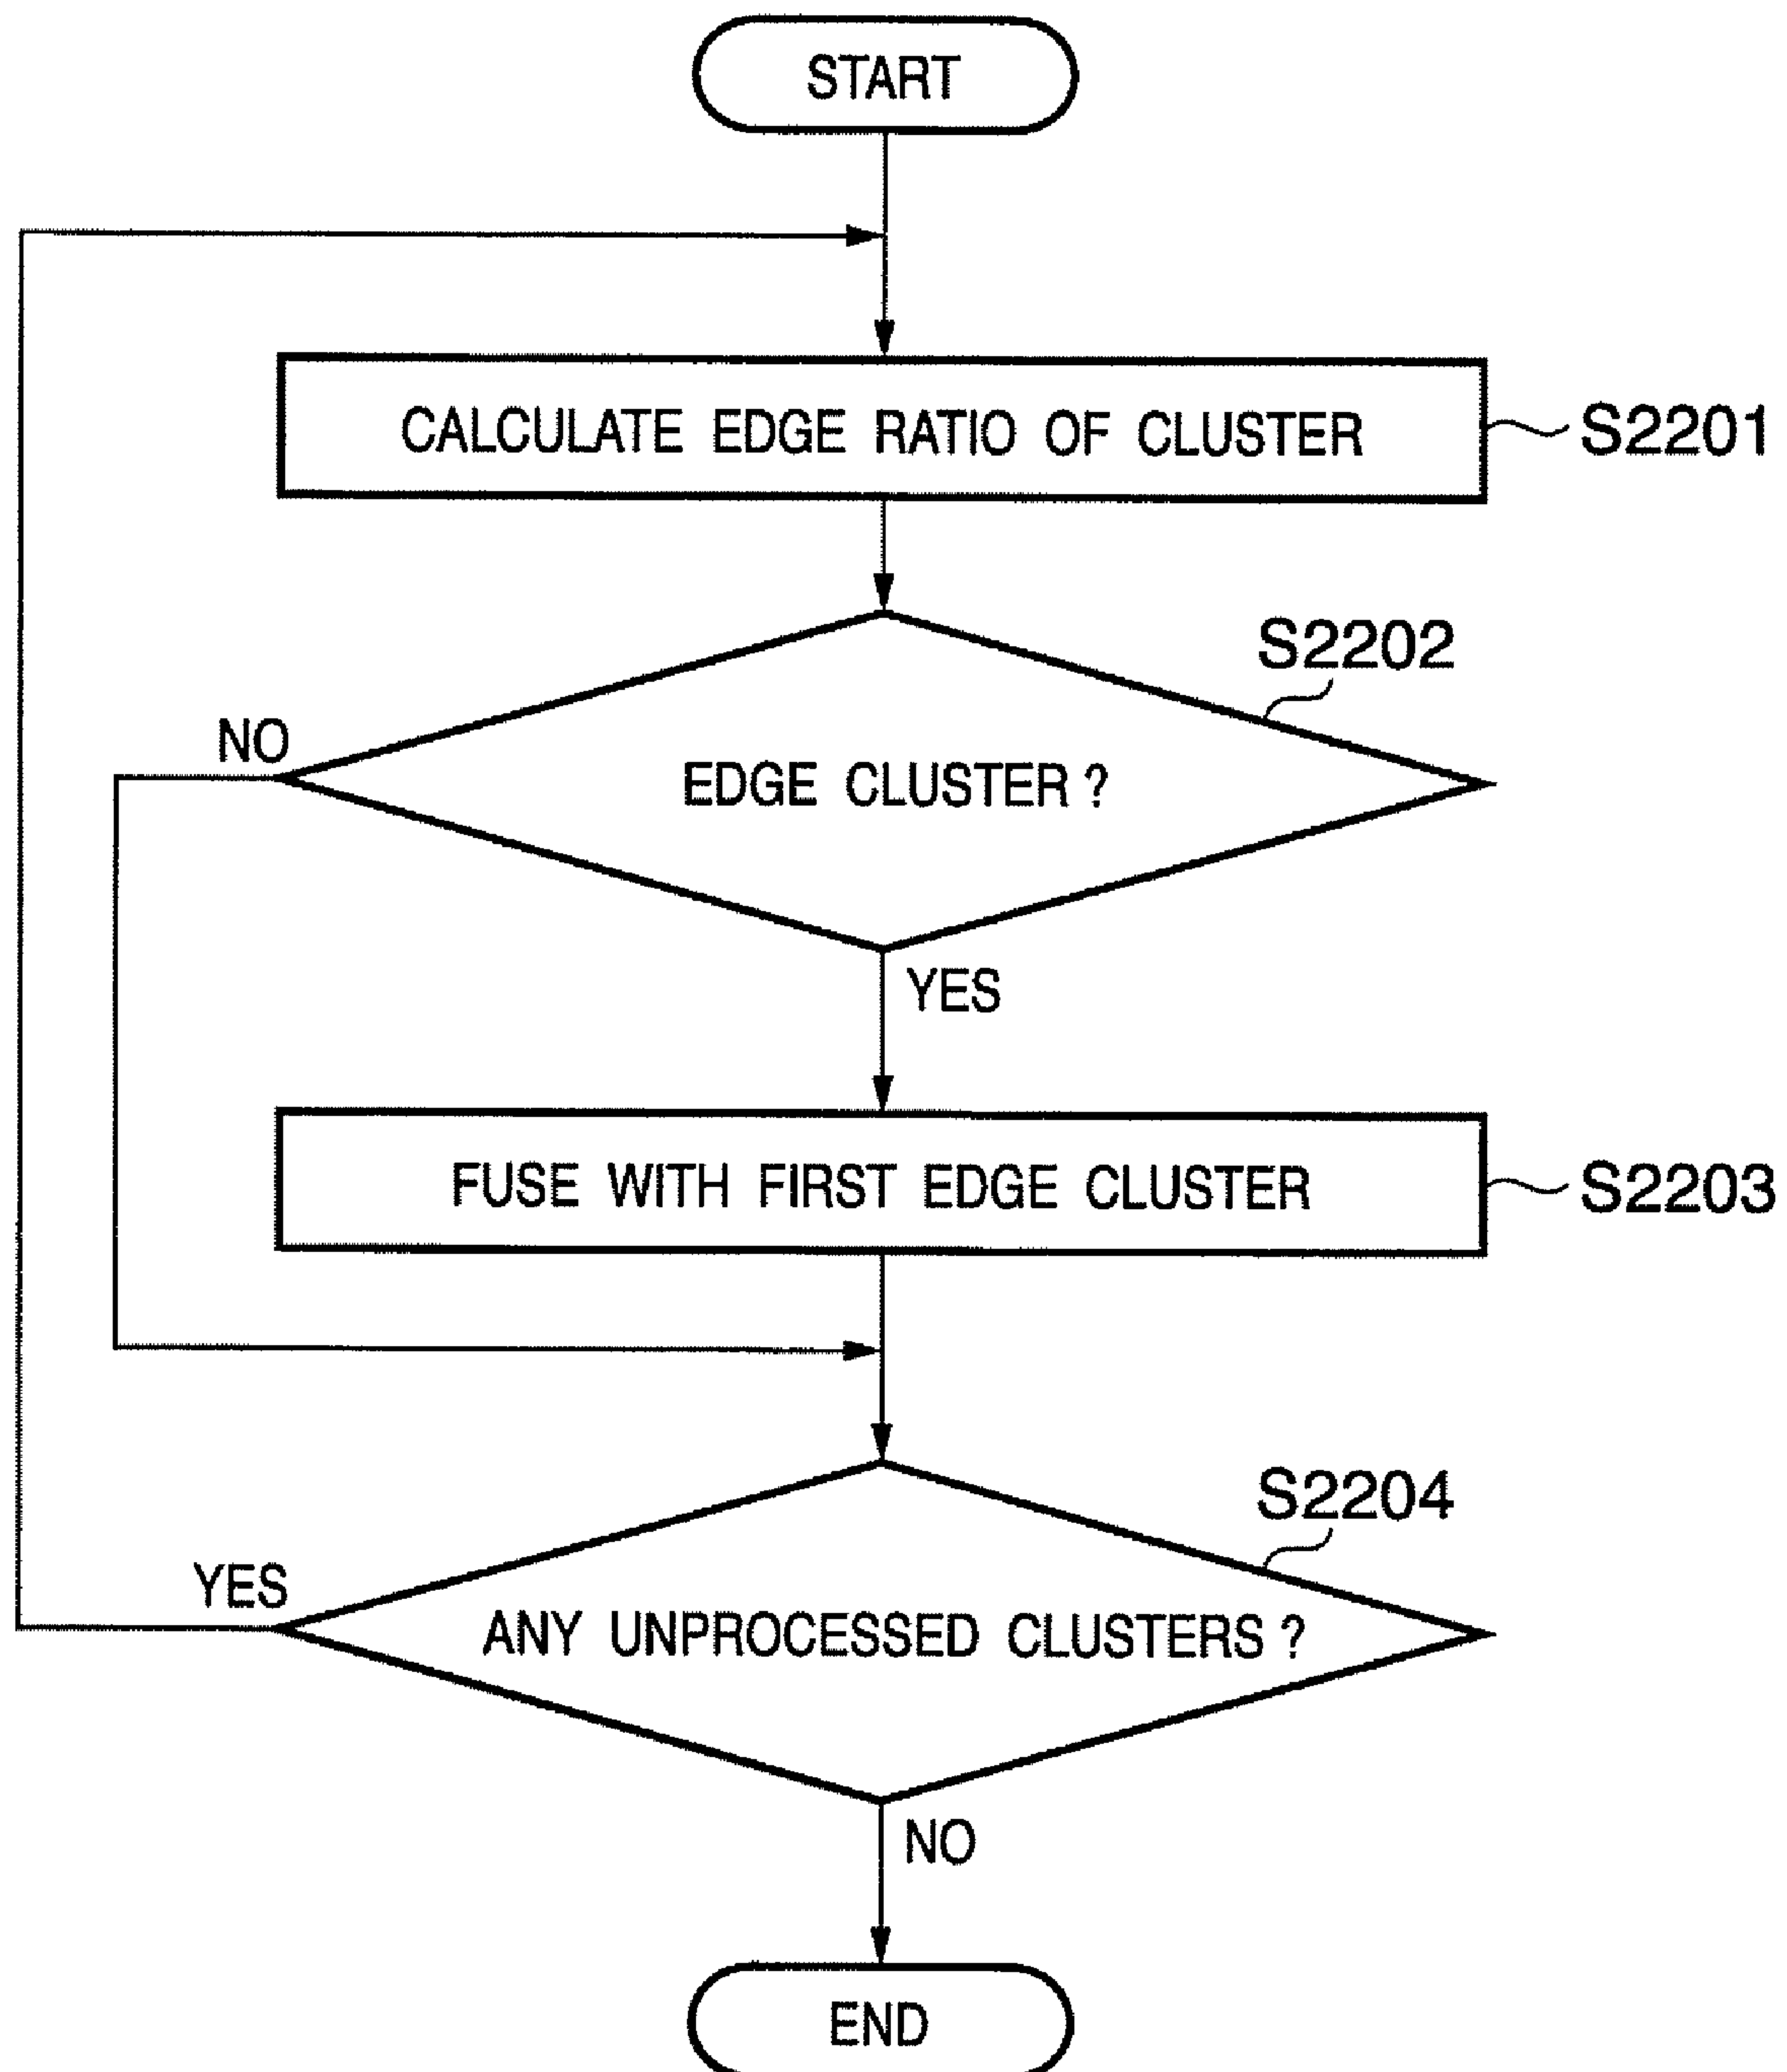 START
CALCULATE EDGE RATIO OF CLUSTER
S2201
S2202
NO
EDGE CLUSTER ?
YES
FUSE WITH FIRST EDGE CLUSTER
S2203
S2204
YES
ANY UNPROCESSED CLUSTERS ?
NO
END